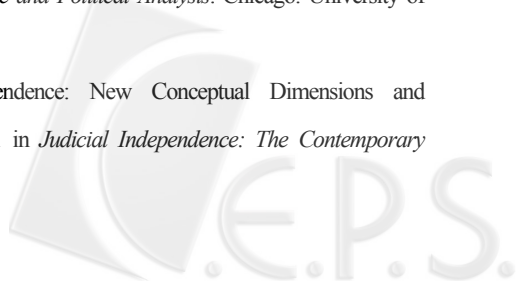 and Political Analysis. Chicago: University of
endence: New Conceptual Dimensions and
in Judicial Independence: The Contemporary
C.E.P.S.